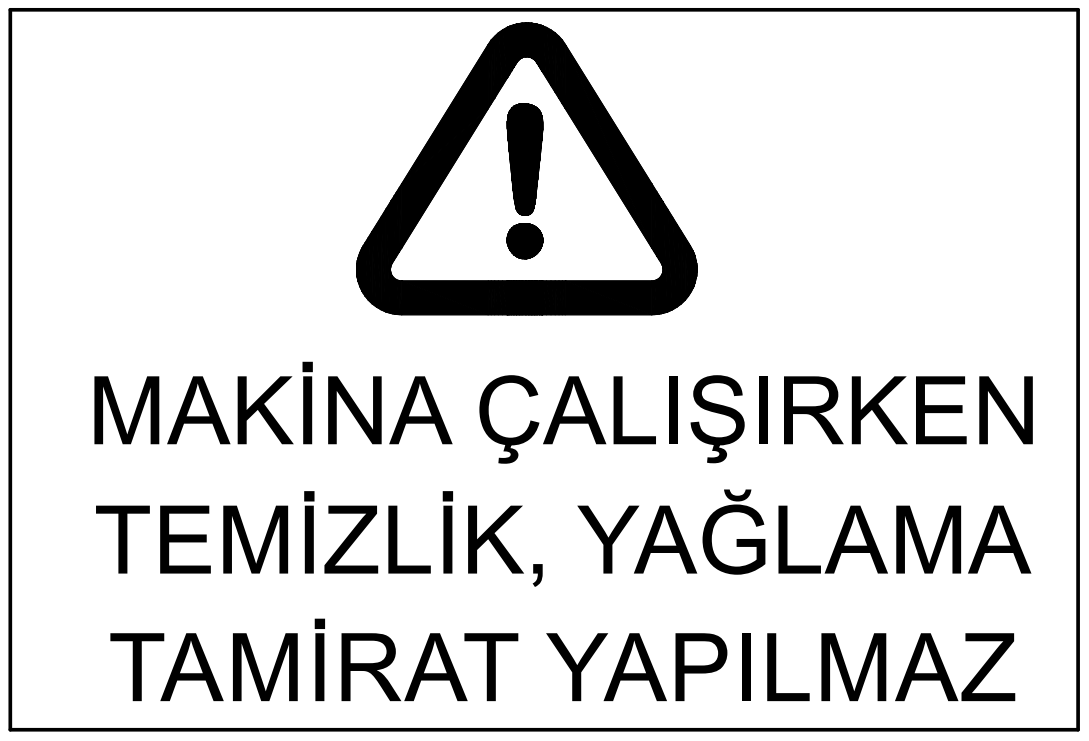 MAKİNA ÇALIŞIRKEN
TEMİZLİK, YAĞLAMA
TAMİRAT YAPILMAZ